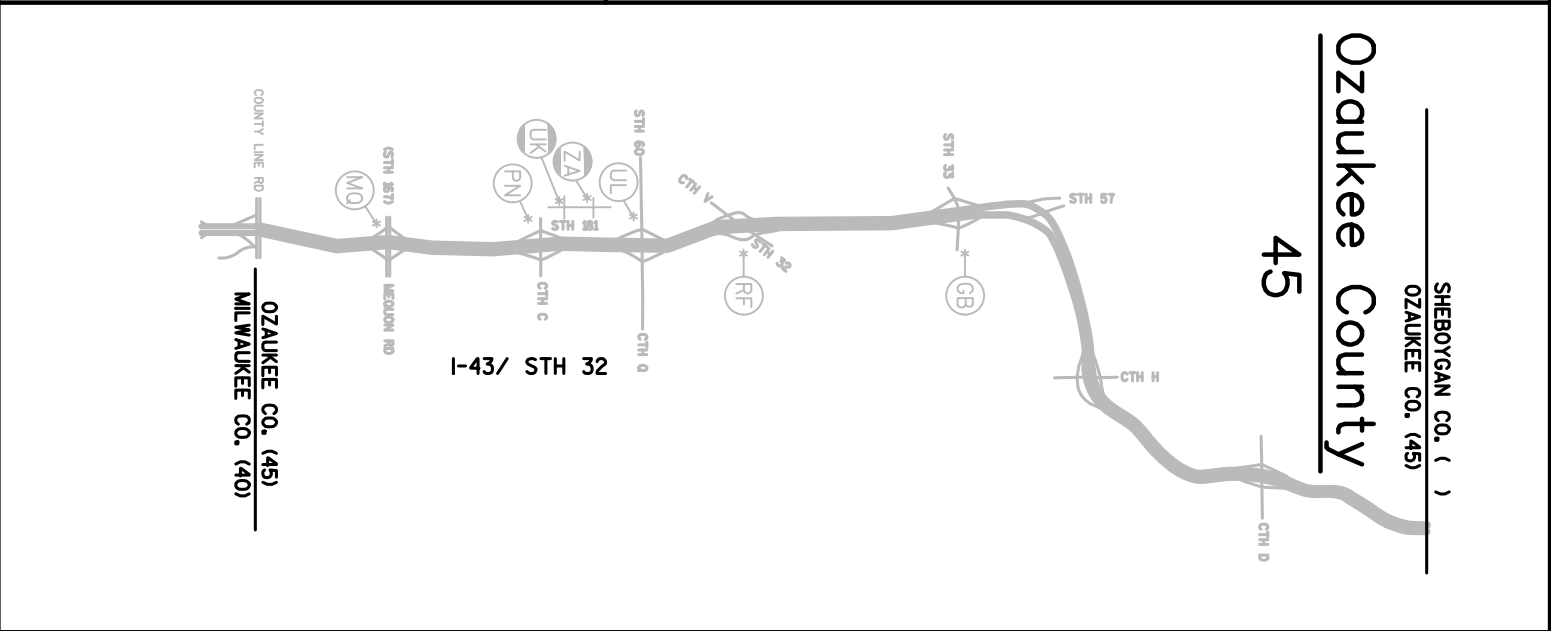 Ozaukee County
45
SHEBOYGAN CO. ( )
OZAUKEE CO. (45)
COUNTY LINE RD
MQ
(STH 167)
MEQUON RD
PN
UK
ZA
UL
STH 181
CTH C
STH 60
CTH Q
I-43/ STH 32
CTH V
STH 32
RF
STH 33
GB
STH 57
CTH H
CTH D
OZAUKEE CO. (45)
MILWAUKEE CO. (40)